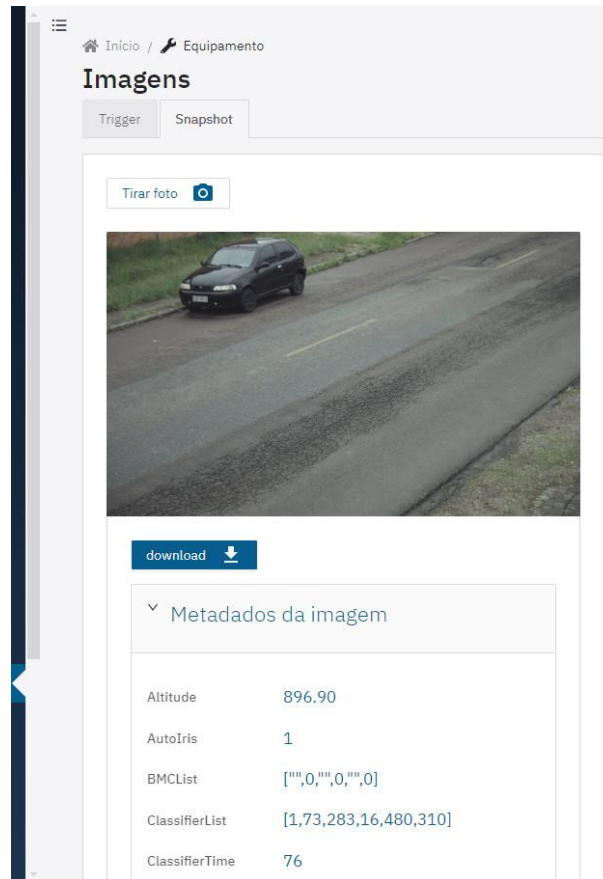 Início / Equipamento
Imagens
Trigger Snapshot
Tirar foto
download
Metadados da imagem
Altitude 896.90
AutoIris 1
BMCList ["",0,"",0,"",0]
ClassifierList [1,73,283,16,480,310]
ClassifierTime 76